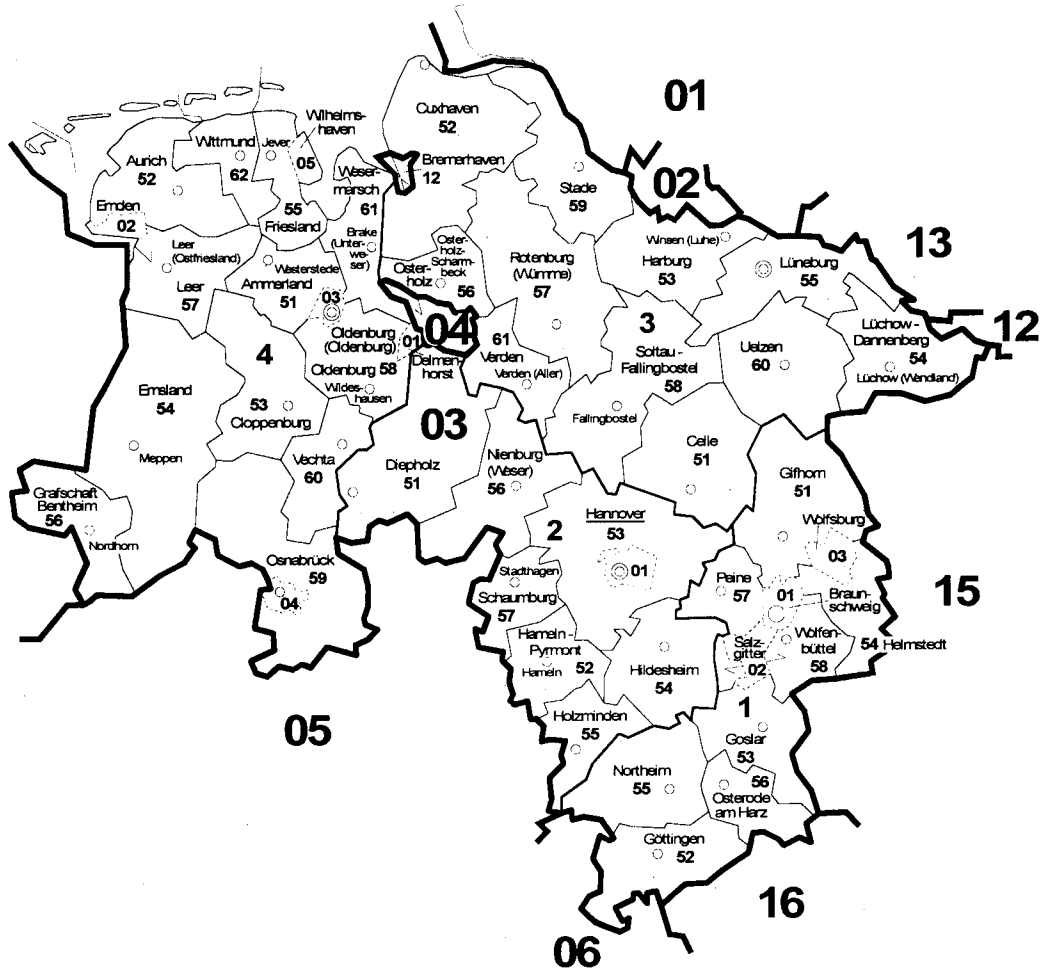 01
02
13
12
04
03
15
05
16
06
Cuxhaven
52
Wilhelms-
haven
05
Wittmund
62
Jever
55
Friesland
Aurich
52
Emden
02
Bremerhaven
12
Weser-
marsch
61
Brake
(Unter-
weser)
Stade
59
Leer
(Ostfriesland)
Leer
57
Westerstede
Ammerland
51
03
Oldenburg
(Oldenburg)
Oldenburg
58
Wildes-
hausen
01
Delmen-
horst
Osterholz-
Scharm-
beck
Oster-
holz
56
Rotenburg
(Wümme)
57
Winsen (Luhe)
Harburg
53
Lüneburg
55
Lüchow -
Dannenberg
54
Lüchow (Wendland)
Uelzen
60
3
Soltau -
Fallingbostel
58
Fallingbostel
61
Verden
Verden (Aller)
4
53
Cloppenburg
Emsland
54
Meppen
Vechta
60
Diepholz
51
Nienburg
(Weser)
56
Celle
51
Gifhorn
51
Grafschaft
Bentheim
56
Nordhorn
Osnabrück
59
04
2
Hannover
53
01
Wolfsburg
03
Stadthagen
Schaumburg
57
Peine
57
01
Braun-
schweig
Hameln -
Pyrmont
52
Hameln
Hildesheim
54
Salz-
gitter
02
Wolfen-
büttel
58
54 Helmstedt
Holzminden
55
1
Goslar
53
Northeim
55
56
Osterode
am Harz
Göttingen
52